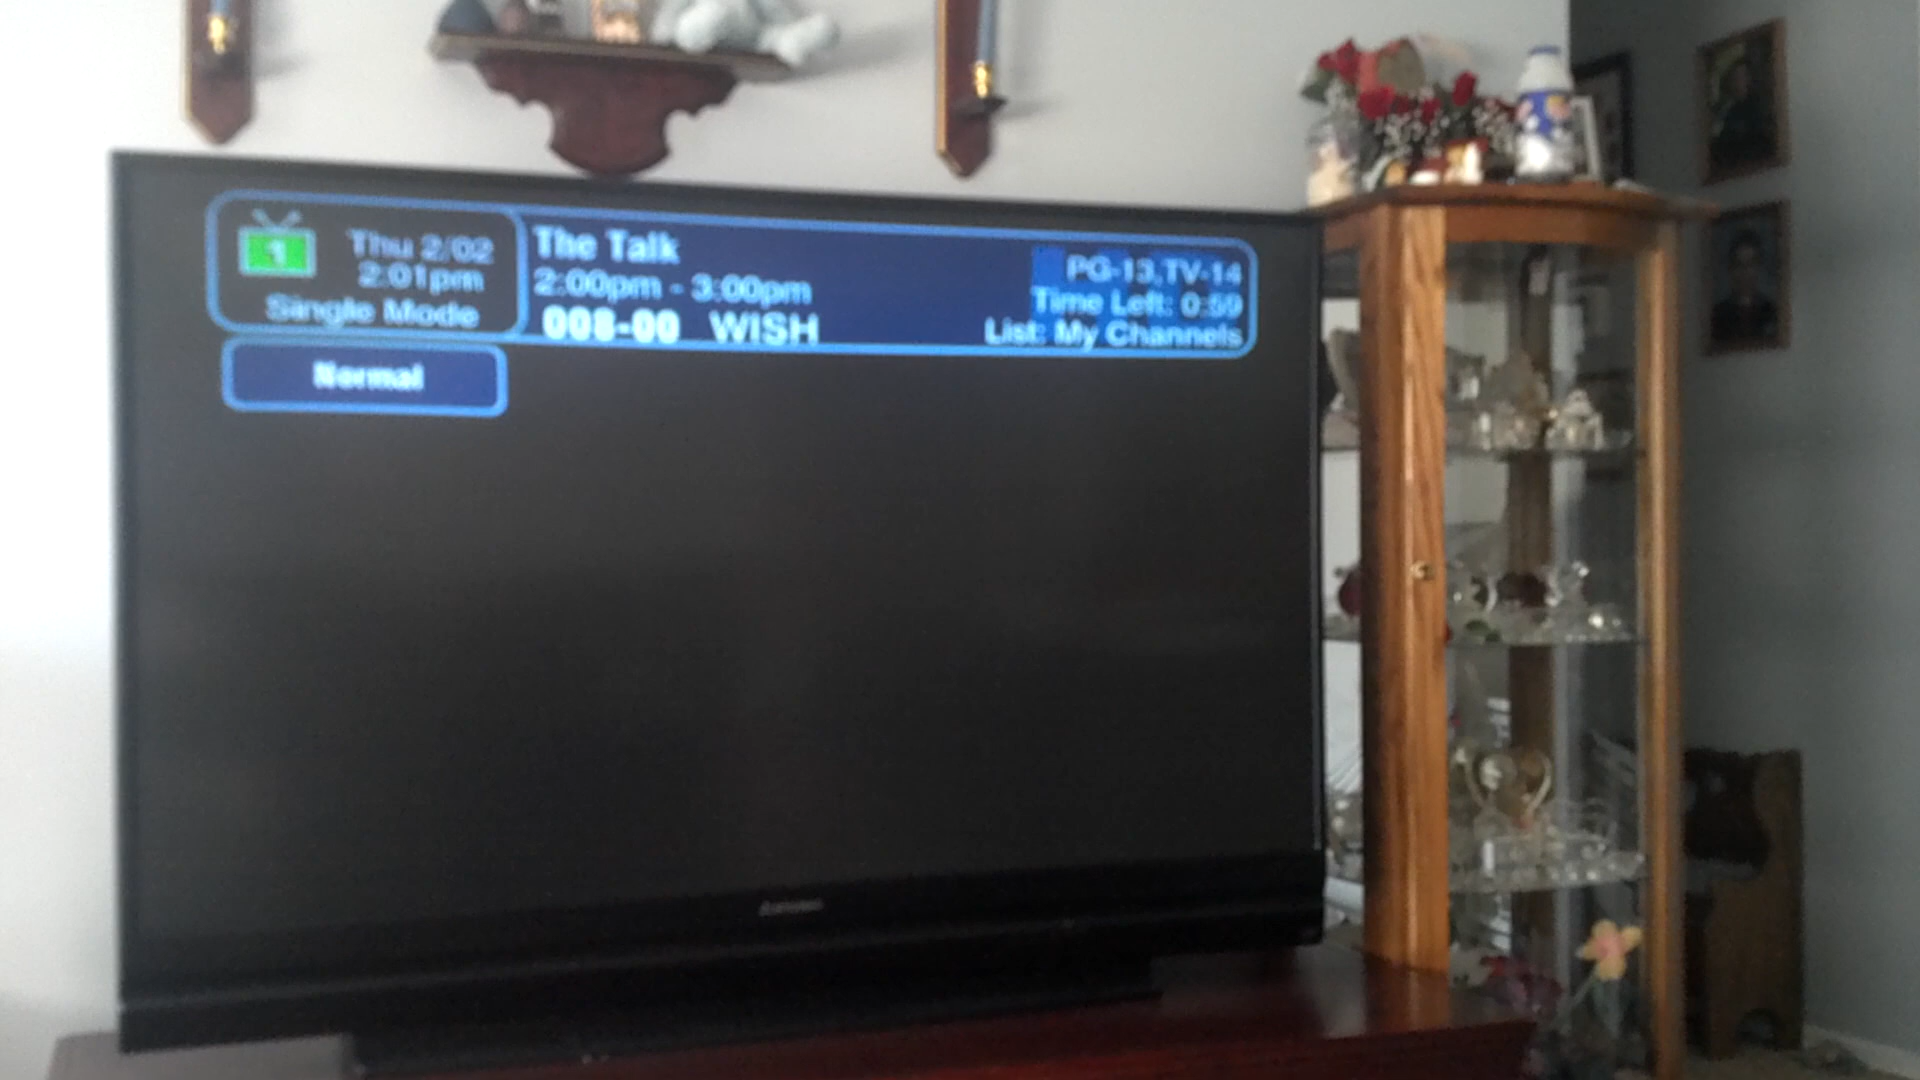 1
Thu 2/02
2:01pm
Single Mode
The Talk
2:00pm - 3:00pm
008-00 WISH
PG-13,TV-14
Time Left: 0:59
List: My Channels
Normal